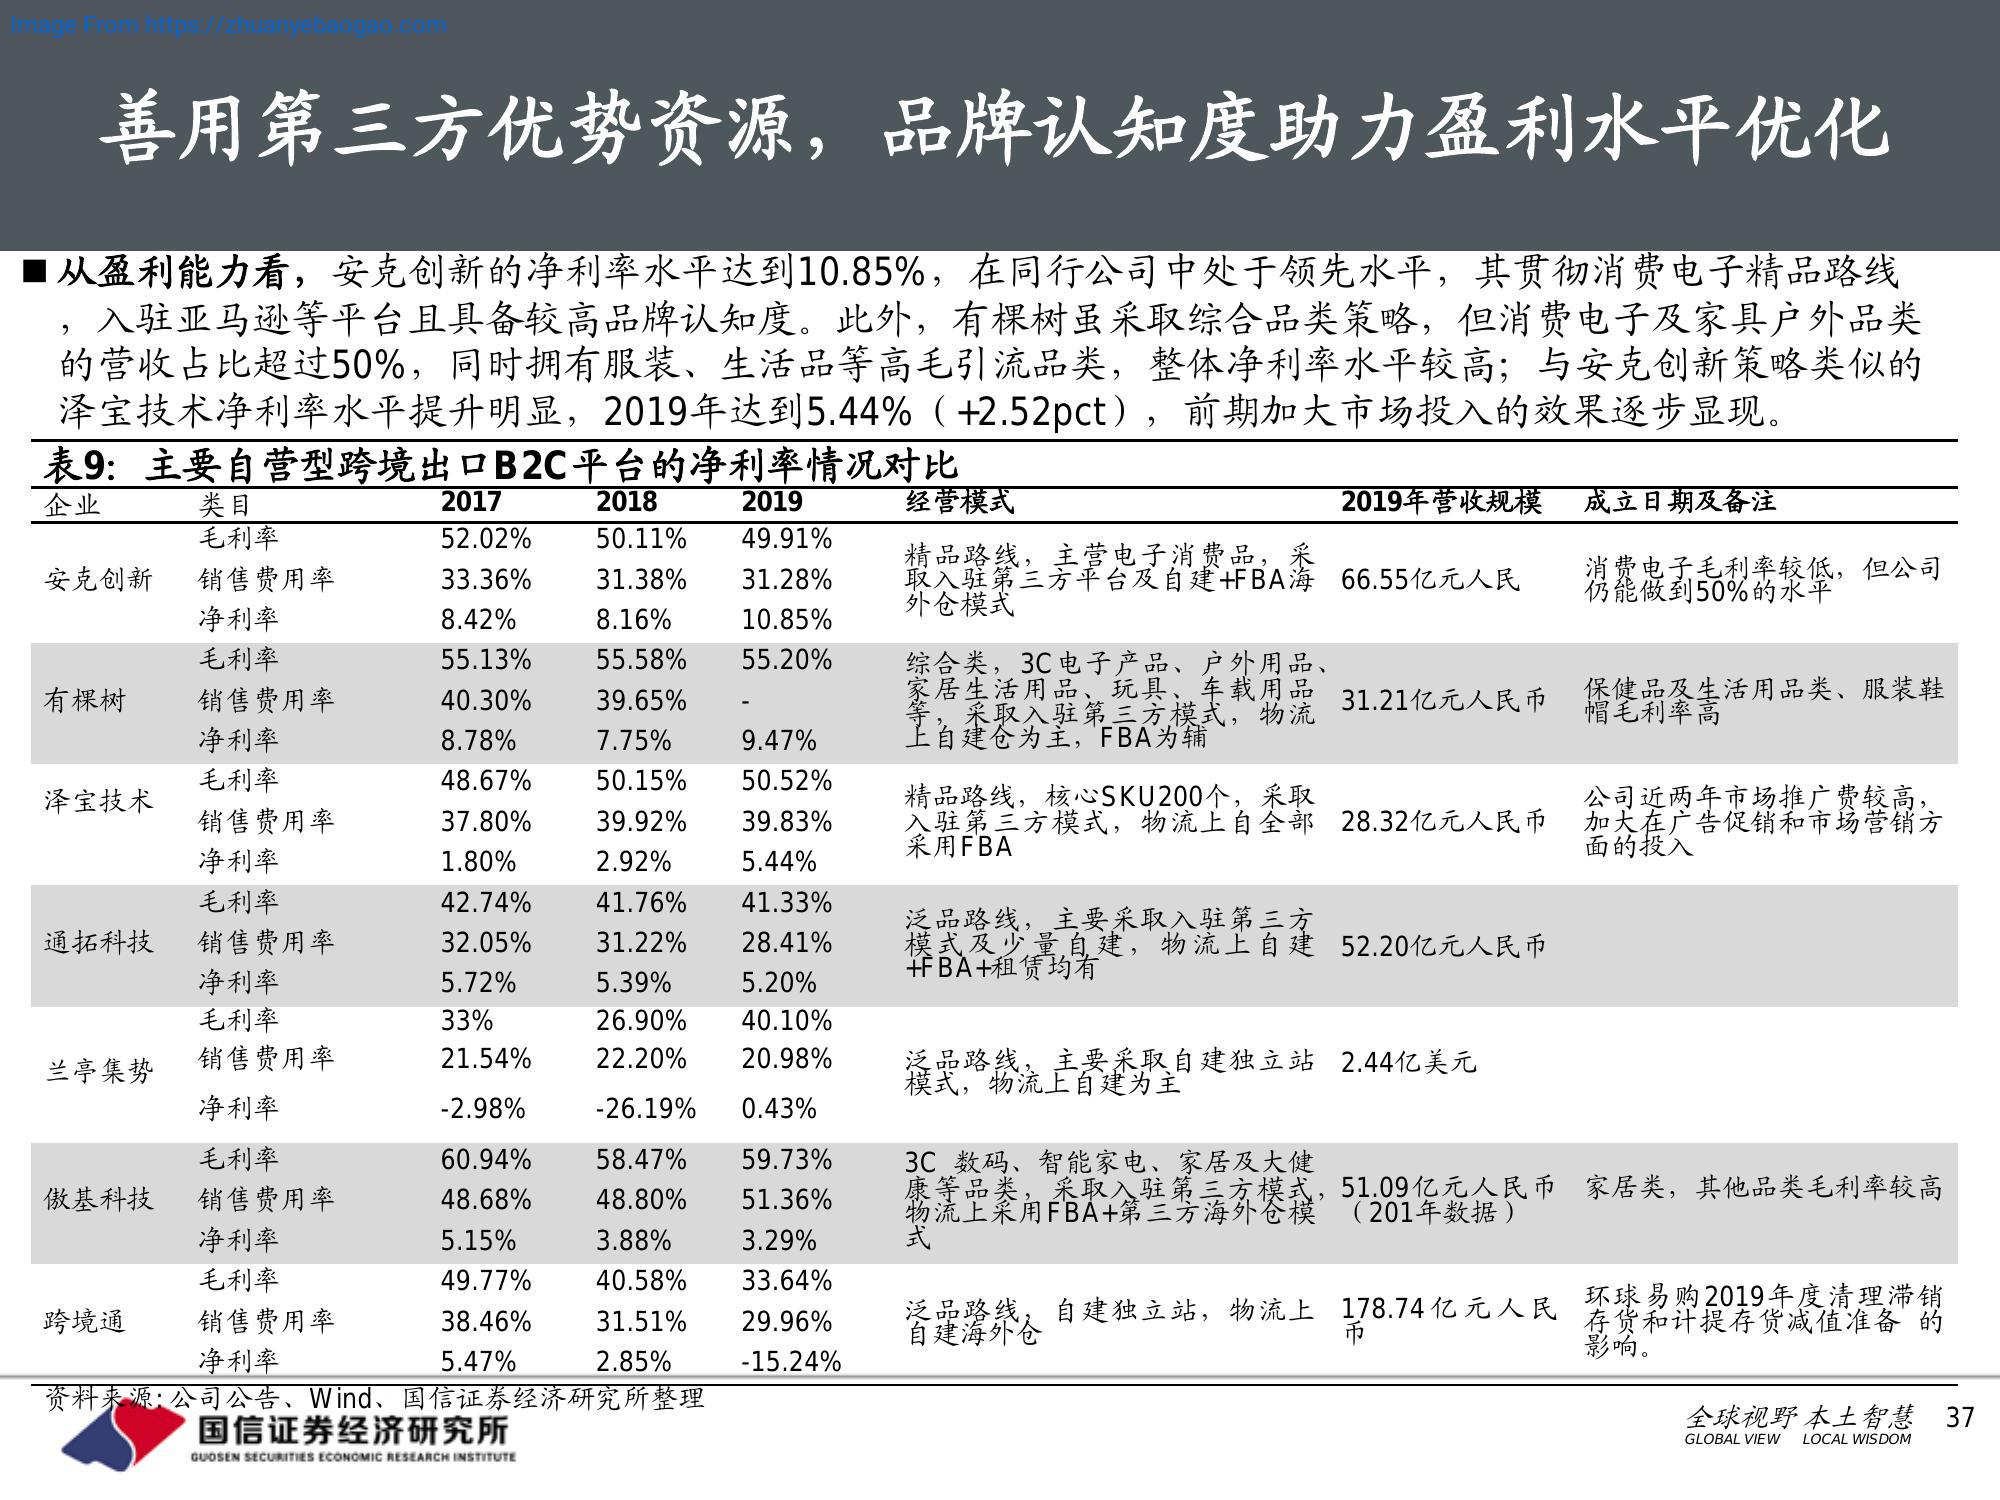 Image From https://zhuanyebaogao.com
善用第三方优势资源，品牌认知度助力盈利水平优化
■从盈利能力看，安克创新的净利率水平达到10.85%，在同行公司中处于领先水平，其贯彻消费电子精品路线
，入驻亚马逊等平台且具备较高品牌认知度。此外，有棵树虽采取综合品类策略，但消费电子及家具户外品类
的营收占比超过50%，同时拥有服装、生活品等高毛引流品类，整体净利率水平较高；与安克创新策略类似的
泽宝技术净利率水平提升明显，2019年达到5.44%（+2.52pct），前期加大市场投入的效果逐步显现。
表9：主要自营型跨境出口B2C平台的净利率情况对比
企业 类目 2017 2018 2019 经营模式 2019年营收规模 成立日期及备注
安克创新
毛利率 52.02% 50.11% 49.91%
销售费用率 33.36% 31.38% 31.28%
净利率 8.42% 8.16% 10.85%
精品路线，主营电子消费品，采
取入驻第三方平台及自建+FBA海
外仓模式
66.55亿元人民
消费电子毛利率较低，但公司
仍能做到50%的水平
有棵树
毛利率 55.13% 55.58% 55.20%
销售费用率 40.30% 39.65% -
净利率 8.78% 7.75% 9.47%
综合类，3C电子产品、户外用品、
家居生活用品、玩具、车载用品
等，采取入驻第三方模式，物流
上自建仓为主，FBA为辅
31.21亿元人民币
保健品及生活用品类、服装鞋
帽毛利率高
泽宝技术
毛利率 48.67% 50.15% 50.52%
销售费用率 37.80% 39.92% 39.83%
净利率 1.80% 2.92% 5.44%
精品路线，核心SKU200个，采取
入驻第三方模式，物流上自全部
采用FBA
28.32亿元人民币
公司近两年市场推广费较高，
加大在广告促销和市场营销方
面的投入
通拓科技
毛利率 42.74% 41.76% 41.33%
销售费用率 32.05% 31.22% 28.41%
净利率 5.72% 5.39% 5.20%
泛品路线，主要采取入驻第三方
模式及少量自建，物流上自建
+FBA+租赁均有
52.20亿元人民币
兰亭集势
毛利率 33% 26.90% 40.10%
销售费用率 21.54% 22.20% 20.98%
净利率 -2.98% -26.19% 0.43%
泛品路线，主要采取自建独立站
模式，物流上自建为主
2.44亿美元
傲基科技
毛利率 60.94% 58.47% 59.73%
销售费用率 48.68% 48.80% 51.36%
净利率 5.15% 3.88% 3.29%
3C 数码、智能家电、家居及大健
康等品类，采取入驻第三方模式，
物流上采用FBA+第三方海外仓模
式
51.09亿元人民币
（201年数据）
家居类，其他品类毛利率较高
跨境通
毛利率 49.77% 40.58% 33.64%
销售费用率 38.46% 31.51% 29.96%
净利率 5.47% 2.85% -15.24%
泛品路线，自建独立站，物流上
自建海外仓
178.74亿元人民
币
环球易购2019年度清理滞销
存货和计提存货减值准备 的
影响。
资料来源：公司公告、Wind、国信证券经济研究所整理
国信证券经济研究所
GUOSEN SECURITIES ECONOMIC RESEARCH INSTITUTE
全球视野 本土智慧 37
GLOBAL VIEW LOCAL WISDOM